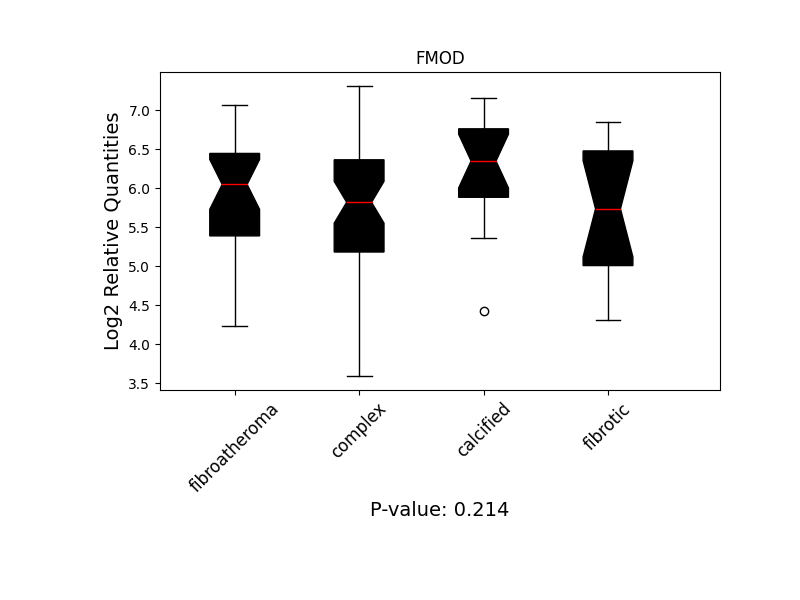 FMOD
Log2 Relative Quantities
7.0
6.5
6.0
5.5
5.0
4.5
4.0
3.5
fibroatheroma
complex
calcified
fibrotic
P-value: 0.214